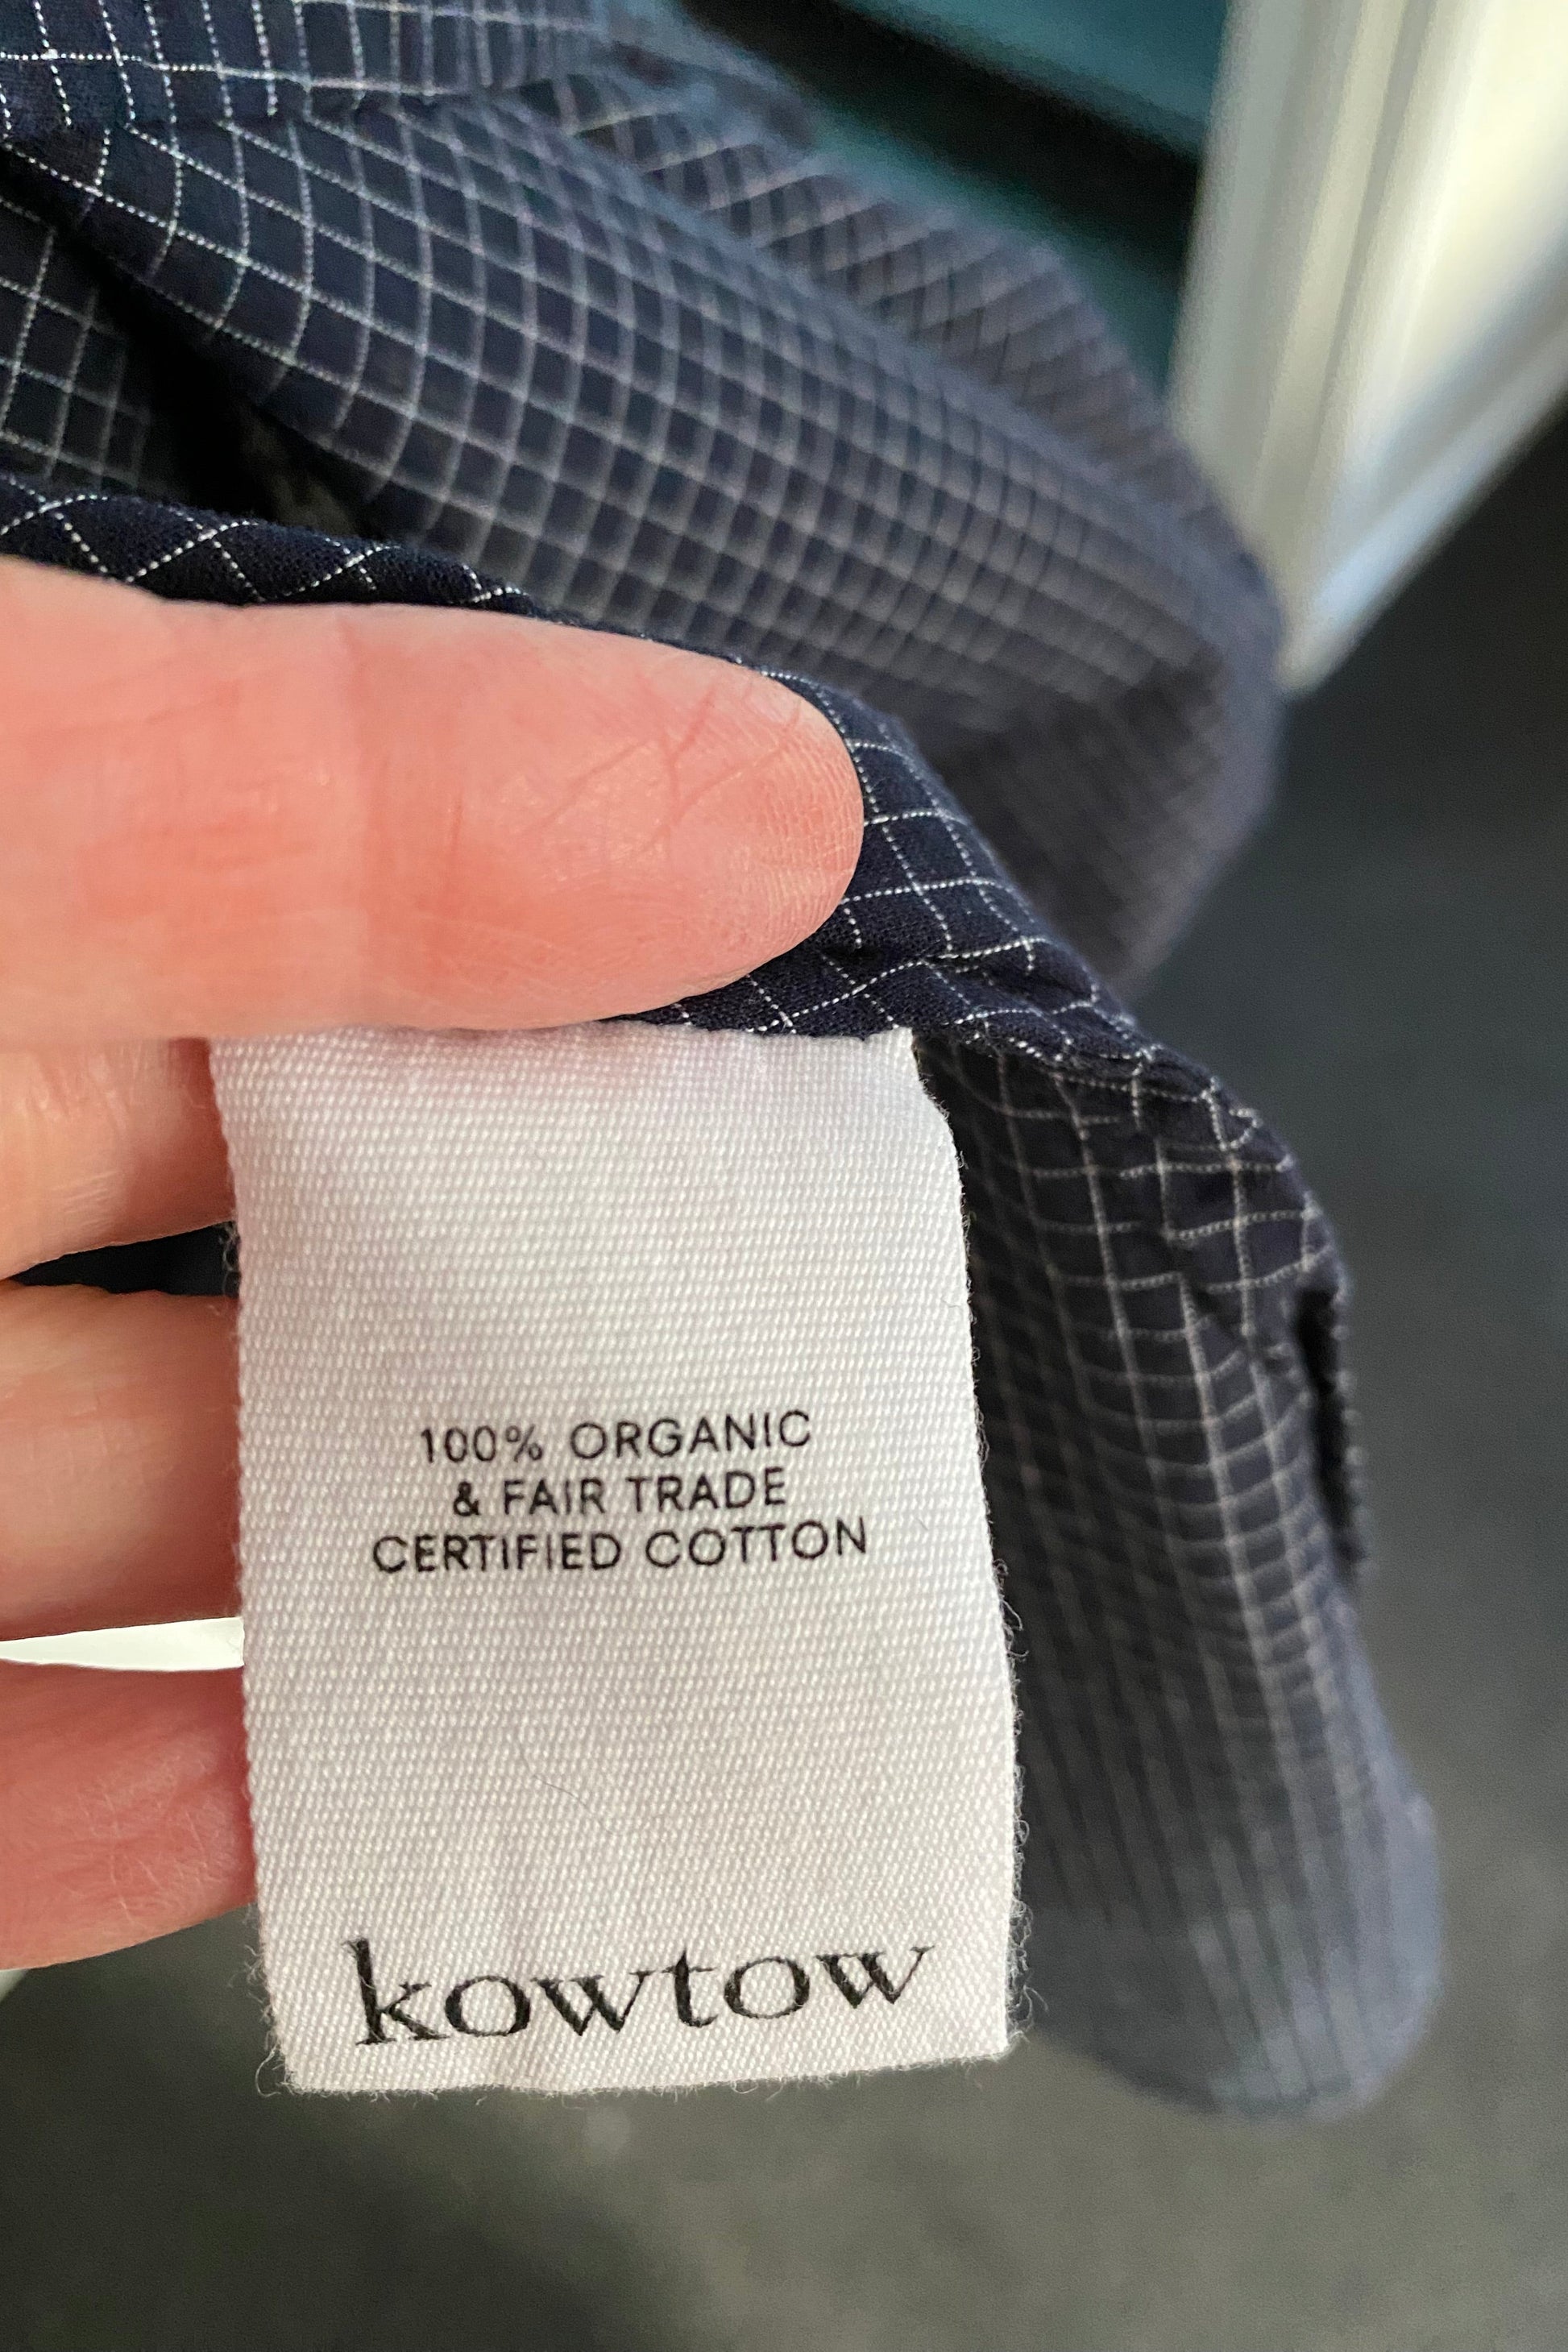 100% ORGANIC
& FAIR TRADE
CERTIFIED COTTON
kowtow